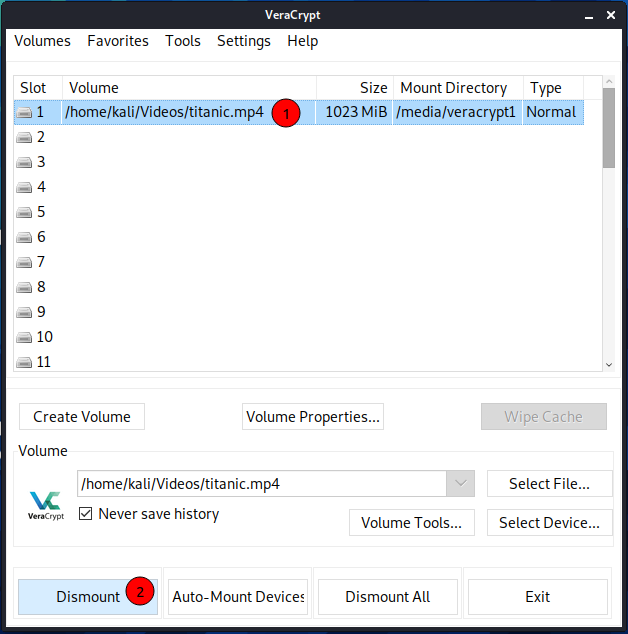 VeraCrypt
Volumes Favorites Tools Settings Help
Slot Volume Size Mount Directory Type
1 /home/kali/Videos/titanic.mp4 1 1023 MiB /media/veracrypt1 Normal
2
3
4
5
6
7
8
9
10
11
Create Volume Volume Properties... Wipe Cache
Volume
/home/kali/Videos/titanic.mp4 Select File...
VeraCrypt Never save history Volume Tools... Select Device...
Dismount 2 Auto-Mount Devices Dismount All Exit